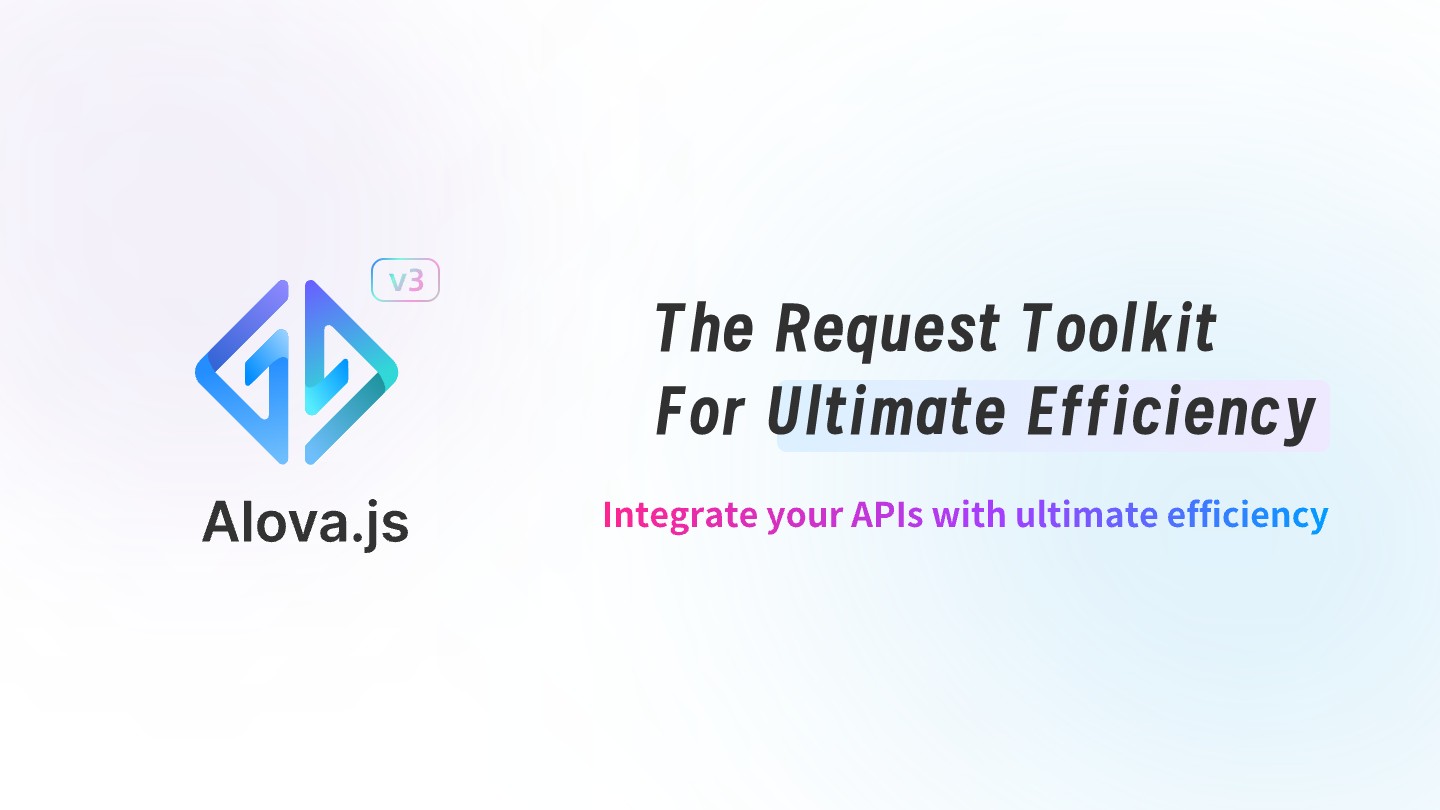 v3
Alova.js
The Request Toolkit
For Ultimate Efficiency
Integrate your APIs with ultimate efficiency